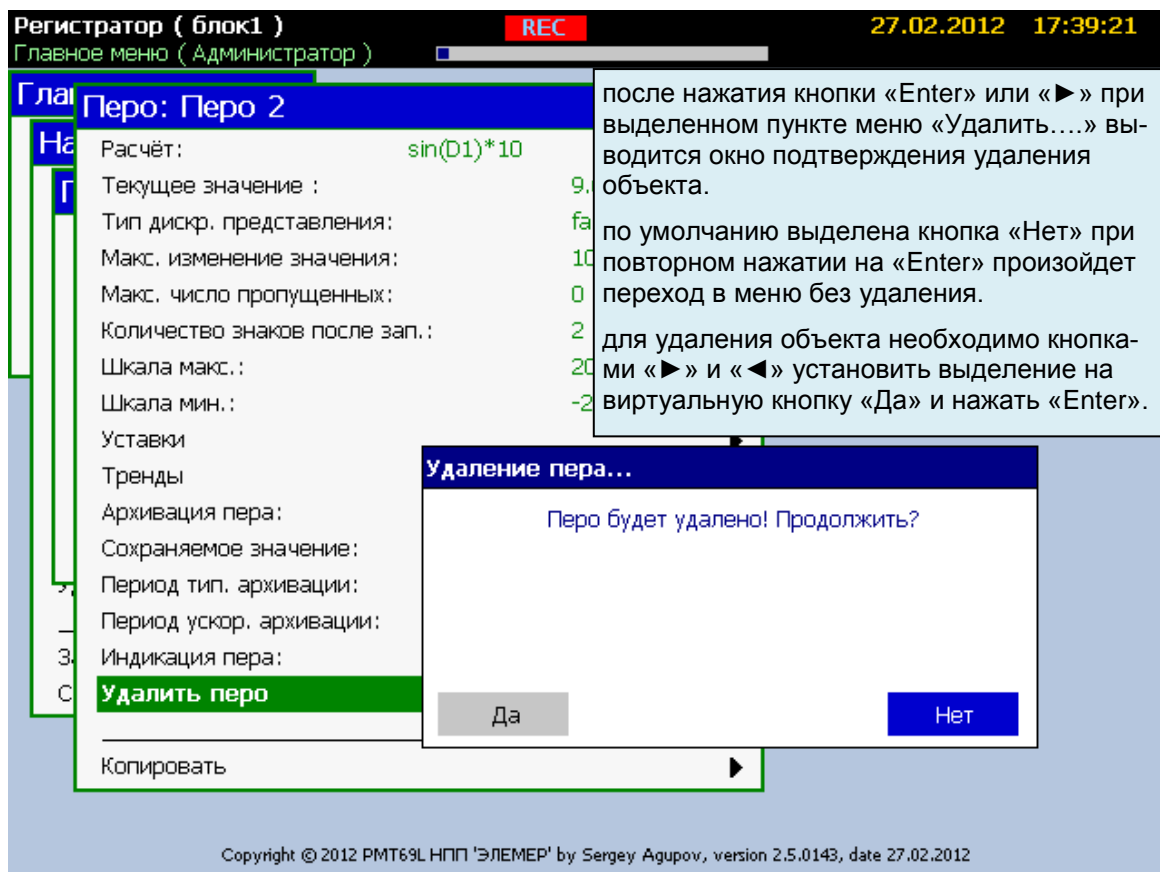 Регистратор ( блок1 )
REC
27.02.2012 17:39:21
Главное меню ( Администратор )
Перо: Перо 2
Расчёт: sin(D1)*10
Текущее значение :
Тип дискр. представления:
Макс. изменение значения:
Макс. число пропущенных: 0
Количество знаков после зап.: 2
Шкала макс.:
Шкала мин.:
Уставки
Тренды
Архивация пера:
Сохраняемое значение:
Период тип. архивации:
Период ускор. архивации:
Индикация пера:
Удалить перо
Копировать
после нажатия кнопки «Enter» или «►» при
выделенном пункте меню «Удалить….» вы-
водится окно подтверждения удаления
объекта.
по умолчанию выделена кнопка «Нет» при
повторном нажатии на «Enter» произойдет
переход в меню без удаления.
для удаления объекта необходимо кнопка-
ми «►» и «◄» установить выделение на
виртуальную кнопку «Да» и нажать «Enter».
Удаление пера...
Перо будет удалено! Продолжить?
Да
Нет
Copyright © 2012 РМТ69L НПП 'ЭЛЕМЕР' by Sergey Agupov, version 2.5.0143, date 27.02.2012